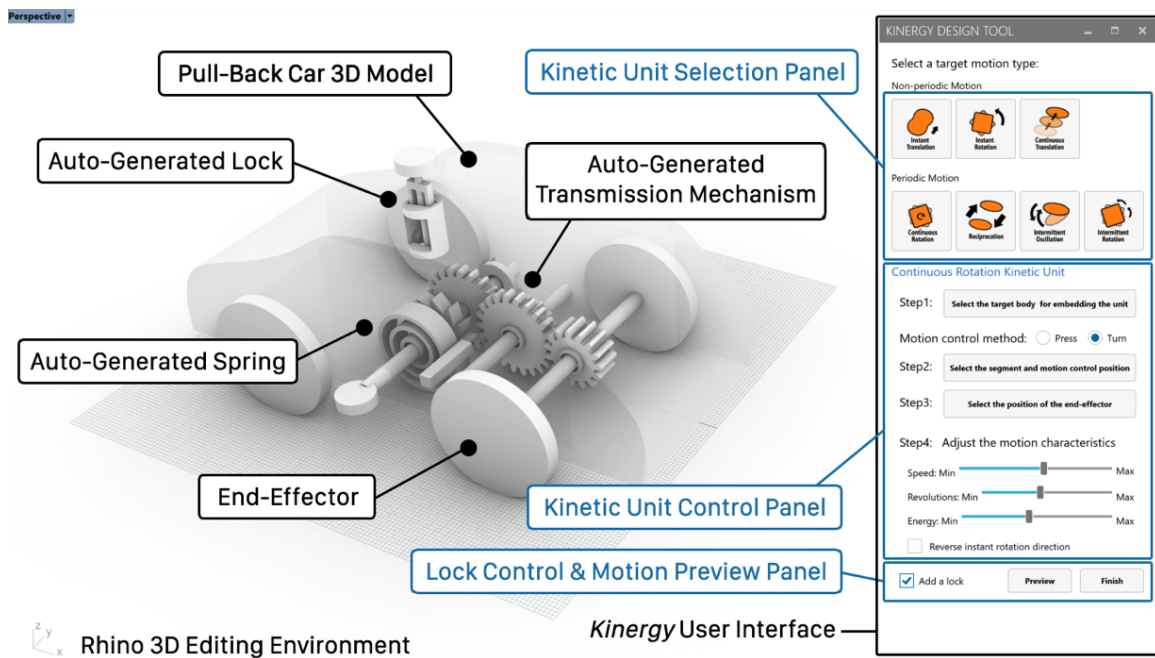 Perspective
Pull-Back Car 3D Model
Auto-Generated Lock
Auto-Generated
Transmission Mechanism
Auto-Generated Spring
End-Effector
Kinetic Unit Selection Panel
Kinetic Unit Control Panel
Lock Control & Motion Preview Panel
Kinergy User Interface
z
y
x
Rhino 3D Editing Environment
KINERGY DESIGN TOOL
Select a target motion type:
Non-periodic Motion
Instant
Translation
Instant
Rotation
Continuous
Translation
Periodic Motion
Continuous
Rotation
Reciprocation
Intermittent
Oscillation
Intermittent
Rotation
Continuous Rotation Kinetic Unit
Step1: Select the target body for embedding the unit
Motion control method: Press Turn
Step2: Select the segment and motion control position
Step3: Select the position of the end-effector
Step4: Adjust the motion characteristics
Speed: Min Max
Revolutions: Min Max
Energy: Min Max
Reverse instant rotation direction
Add a lock Preview Finish